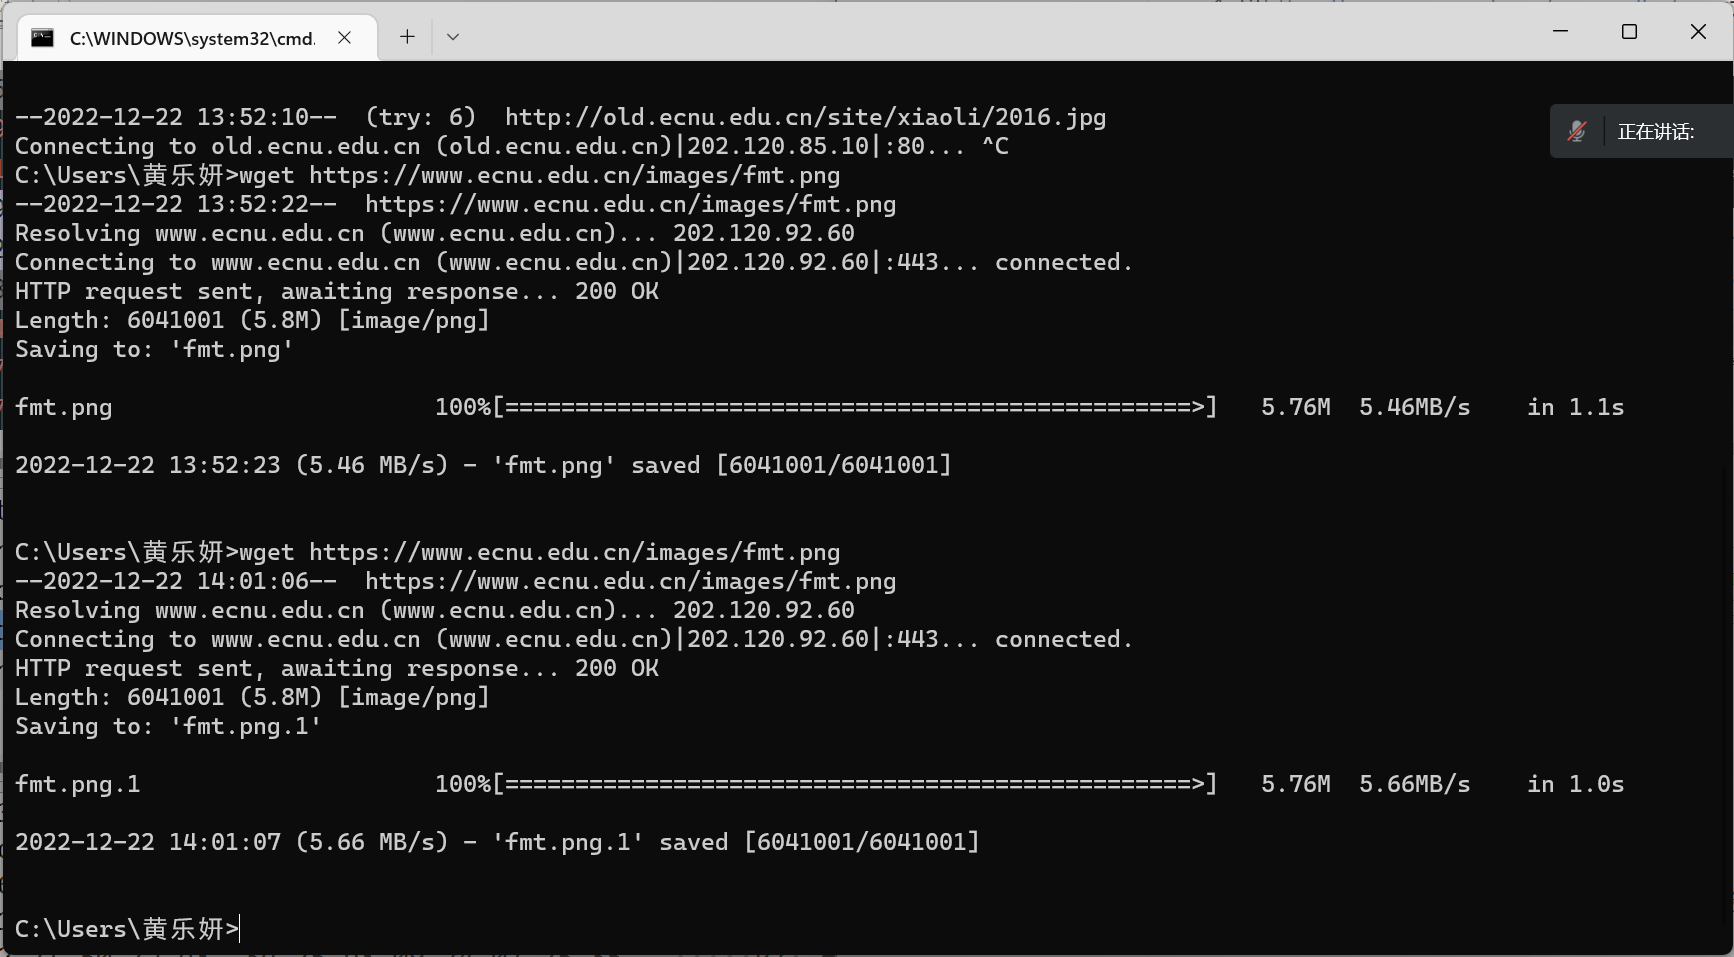 C:\WINDOWS\system32\cmd.
--2022-12-22 13:52:10--  (try: 6)  http://old.ecnu.edu.cn/site/xiaoli/2016.jpg
正在讲话:
Connecting to old.ecnu.edu.cn (old.ecnu.edu.cn)|202.120.85.10|:80... ^C
C:\Users\黄乐妍>wget https://www.ecnu.edu.cn/images/fmt.png
--2022-12-22 13:52:22--  https://www.ecnu.edu.cn/images/fmt.png
Resolving www.ecnu.edu.cn (www.ecnu.edu.cn)... 202.120.92.60
Connecting to www.ecnu.edu.cn (www.ecnu.edu.cn)|202.120.92.60|:443... connected.
HTTP request sent, awaiting response... 200 OK
Length: 6041001 (5.8M) [image/png]
Saving to: 'fmt.png'
fmt.png                       100%[=================================================>]   5.76M  5.46MB/s    in 1.1s
2022-12-22 13:52:23 (5.46 MB/s) - 'fmt.png' saved [6041001/6041001]
C:\Users\黄乐妍>wget https://www.ecnu.edu.cn/images/fmt.png
--2022-12-22 14:01:06--  https://www.ecnu.edu.cn/images/fmt.png
Resolving www.ecnu.edu.cn (www.ecnu.edu.cn)... 202.120.92.60
Connecting to www.ecnu.edu.cn (www.ecnu.edu.cn)|202.120.92.60|:443... connected.
HTTP request sent, awaiting response... 200 OK
Length: 6041001 (5.8M) [image/png]
Saving to: 'fmt.png.1'
fmt.png.1                     100%[=================================================>]   5.76M  5.66MB/s    in 1.0s
2022-12-22 14:01:07 (5.66 MB/s) - 'fmt.png.1' saved [6041001/6041001]
C:\Users\黄乐妍>